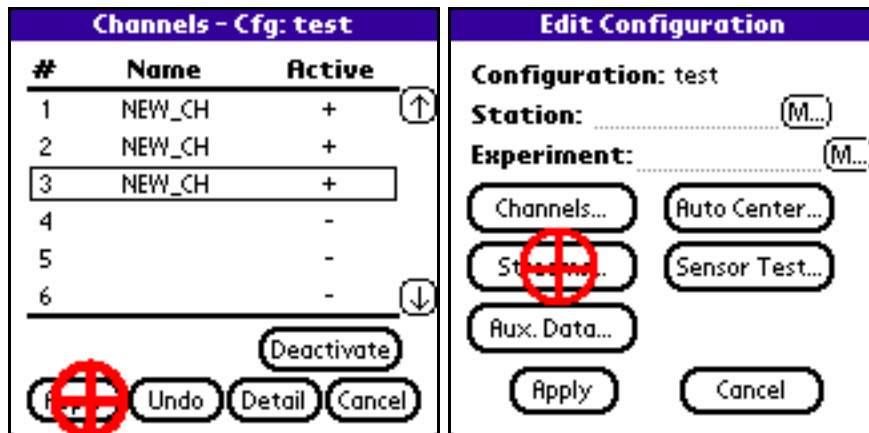 Channels - Cfg: test
# Name Active
1 NEW_CH +
2 NEW_CH +
3 NEW_CH +
4 -
5 -
6 -
Deactivate
Undo Detail Cancel
Edit Configuration
Configuration: test
Station: M...
Experiment: M...
Channels... Auto Center...
Sensor Test...
Aux. Data...
Apply Cancel